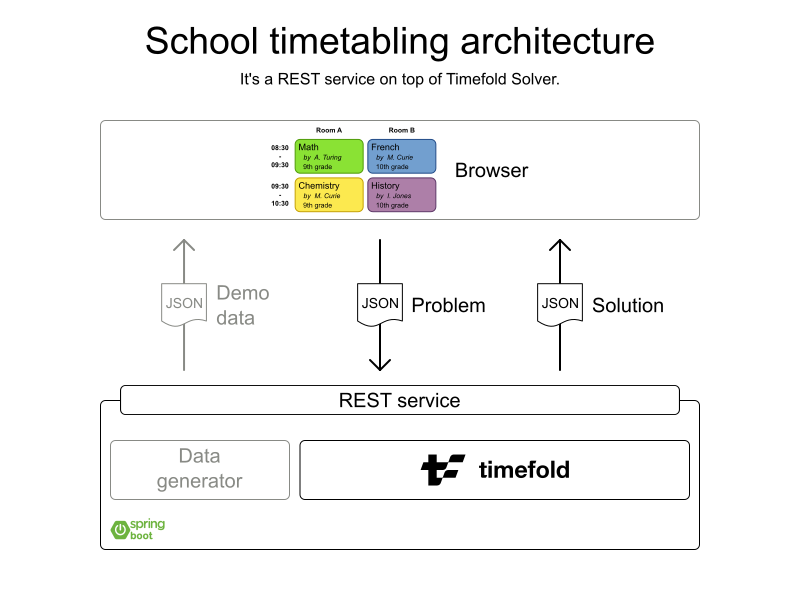 School timetabling architecture
It's a REST service on top of Timefold Solver.
Room A
Room B
08:30
-
09:30
Math
by A. Turing
9th grade
French
by M. Curie
10th grade
09:30
-
10:30
Chemistry
by M. Curie
9th grade
History
by I. Jones
10th grade
Browser
JSON
Demo
data
JSON
Problem
JSON
Solution
REST service
Data
generator
timefold
spring
boot